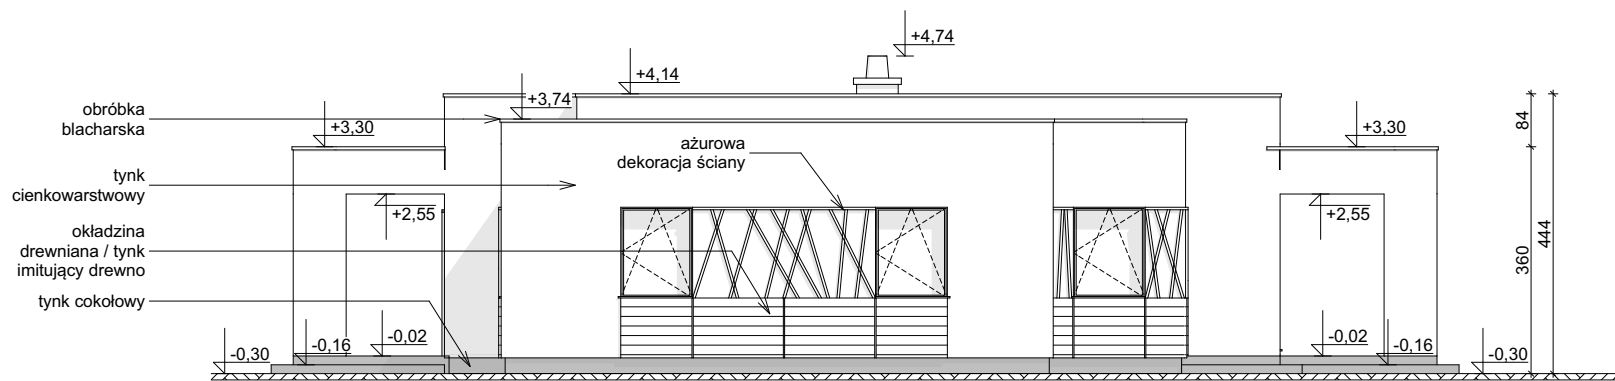 +4,74
+4,14
+3,74
obróbka
blacharska
+3,30
+3,30
84
ażurowa
dekoracja ściany
tynk
cienkowarstwowy
+2,55
+2,55
okładzina
drewniana / tynk
imitujący drewno
360
444
tynk cokołowy
-0,30
-0,16
-0,02
-0,02
-0,16
-0,30